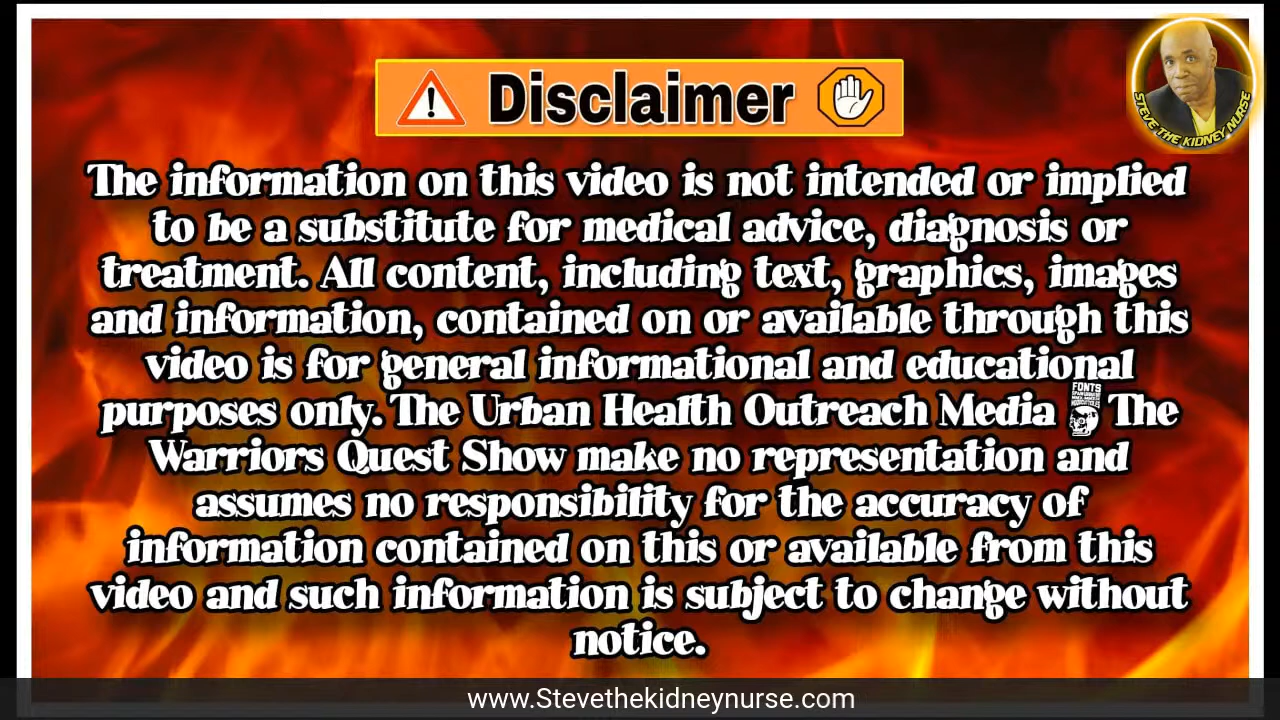 Disclaimer
STEVE THE KIDNEY NURSE
The information on this video is not intended or implied
to be a substitute for medical advice, diagnosis or
treatment. All content, including text, graphics, images
and information, contained on or available through this
video is for general informational and educational
purposes only. The Urban Health Outreach Media The
Warriors Quest Show make no representation and
assumes no responsibility for the accuracy of
information contained on this or available from this
video and such information is subject to change without
notice.
www.Stevethekidneynurse.com